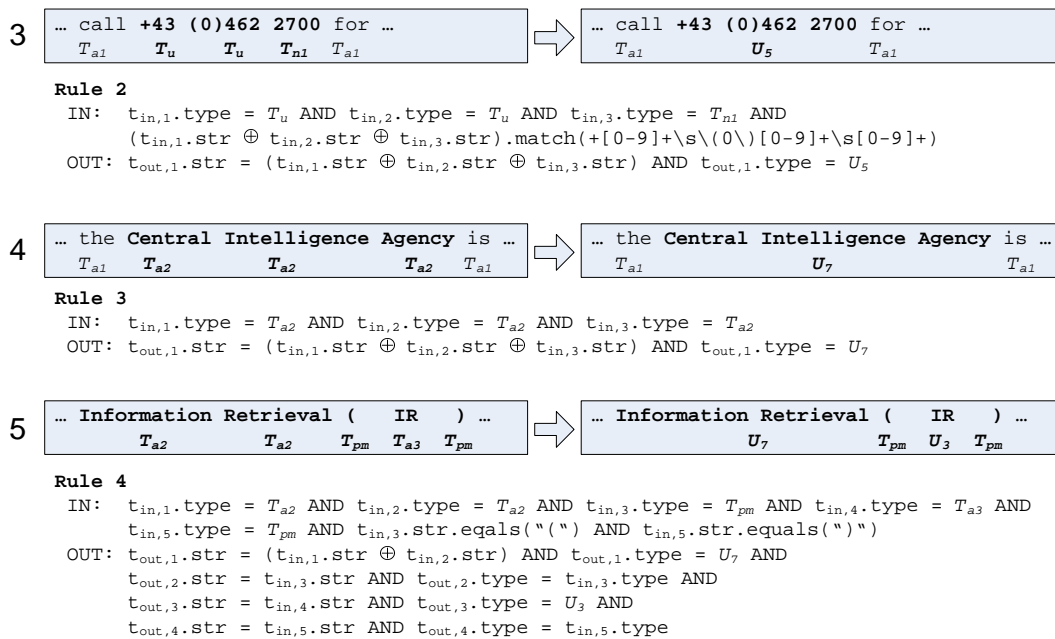 3
… call +43 (0)462 2700 for …
Ta1 Tu Tu Tn1 Ta1
… call +43 (0)462 2700 for …
Ta1 U5 Ta1
Rule 2
IN: tin,1.type = Tu AND tin,2.type = Tu AND tin,3.type = Tn1 AND
(tin,1.str ⊕ tin,2.str ⊕ tin,3.str).match(+[0-9]+\s\(0\)[0-9]+\s[0-9]+)
OUT: tout,1.str = (tin,1.str ⊕ tin,2.str ⊕ tin,3.str) AND tout,1.type = U5
4
… the Central Intelligence Agency is …
Ta1 Ta2 Ta2 Ta2 Ta1
… the Central Intelligence Agency is …
Ta1 U7 Ta1
Rule 3
IN: tin,1.type = Ta2 AND tin,2.type = Ta2 AND tin,3.type = Ta2
OUT: tout,1.str = (tin,1.str ⊕ tin,2.str ⊕ tin,3.str) AND tout,1.type = U7
5
… Information Retrieval ( IR ) …
Ta2 Ta2 Tpm Ta3 Tpm
… Information Retrieval ( IR ) …
U7 Tpm U3 Tpm
Rule 4
IN: tin,1.type = Ta2 AND tin,2.type = Ta2 AND tin,3.type = Tpm AND tin,4.type = Ta3 AND
tin,5.type = Tpm AND tin,3.str.eqals(“(“) AND tin,5.str.equals(“)“)
OUT: tout,1.str = (tin,1.str ⊕ tin,2.str) AND tout,1.type = U7 AND
tout,2.str = tin,3.str AND tout,2.type = tin,3.type AND
tout,3.str = tin,4.str AND tout,3.type = U3 AND
tout,4.str = tin,5.str AND tout,4.type = tin,5.type